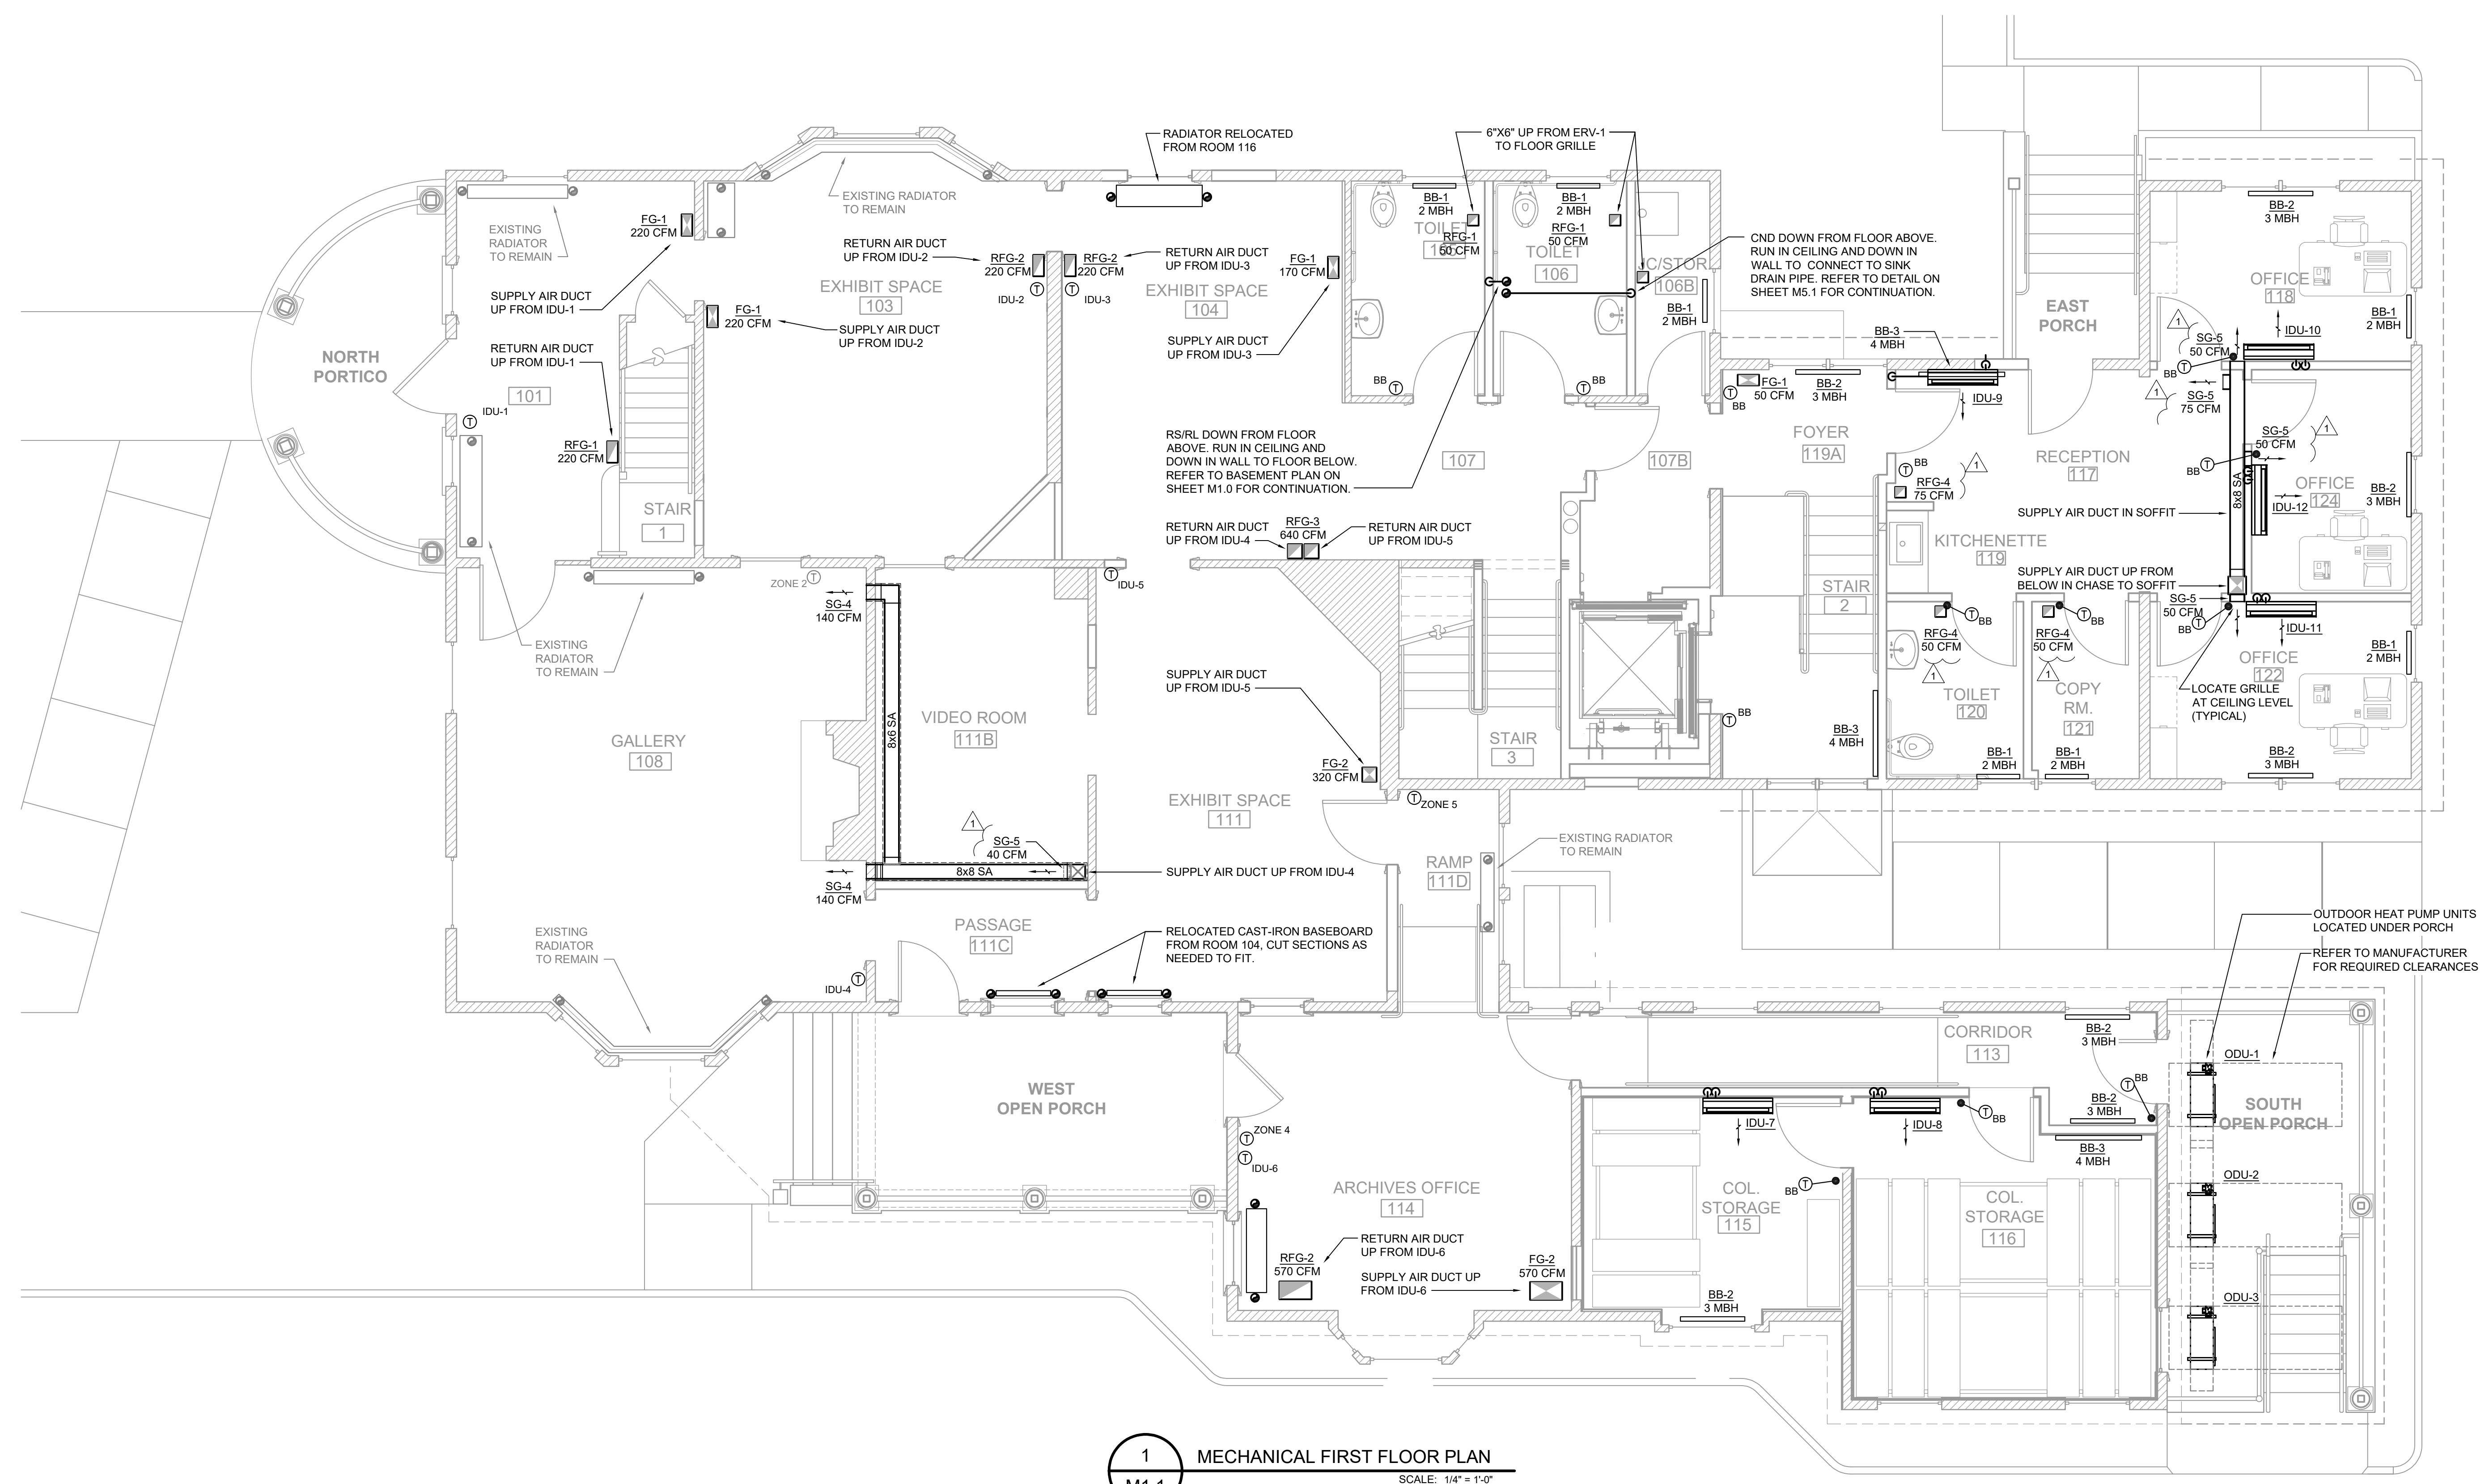 RADIATOR RELOCATED
FROM ROOM 116
6"X6" UP FROM ERV-1
TO FLOOR GRILLE
EXISTING RADIATOR
TO REMAIN
EXISTING
RADIATOR
TO REMAIN
FG-1
220 CFM
SUPPLY AIR DUCT
UP FROM IDU-1
RETURN AIR DUCT
UP FROM IDU-1
NORTH
PORTICO
101
IDU-1
T
RFG-1
220 CFM
STAIR
1
RETURN AIR DUCT
UP FROM IDU-2
RFG-2
220 CFM
T
IDU-2
EXHIBIT SPACE
103
FG-1
220 CFM
SUPPLY AIR DUCT
UP FROM IDU-2
RFG-2
220 CFM
T
IDU-3
RETURN AIR DUCT
UP FROM IDU-3
EXHIBIT SPACE
104
FG-1
170 CFM
SUPPLY AIR DUCT
UP FROM IDU-3
BB-1
2 MBH
TOILET
RFG-1
50 CFM
BB
T
BB-1
2 MBH
RFG-1
50 CFM
TOILET
106
T
BB
106B
BB-1
2 MBH
CND DOWN FROM FLOOR ABOVE.
RUN IN CEILING AND DOWN IN
WALL TO CONNECT TO SINK
DRAIN PIPE. REFER TO DETAIL ON
SHEET M5.1 FOR CONTINUATION.
RS/RL DOWN FROM FLOOR
ABOVE. RUN IN CEILING AND
DOWN IN WALL TO FLOOR BELOW.
REFER TO BASEMENT PLAN ON
SHEET M1.0 FOR CONTINUATION.
107
107B
T
BB
FG-1
50 CFM
BB-2
3 MBH
BB-3
4 MBH
IDU-9
FOYER
119A
T
BB
RFG-4
75 CFM
1
EAST
PORCH
RECEPTION
117
BB-2
3 MBH
OFFICE
118
BB-1
2 MBH
IDU-10
1
SG-5
50 CFM
BB
T
1
SG-5
75 CFM
SG-5
50 CFM
1
BB
T
8x8 SA
OFFICE
124
BB-2
3 MBH
IDU-12
SUPPLY AIR DUCT IN SOFFIT
KITCHENETTE
119
SUPPLY AIR DUCT UP FROM
BELOW IN CHASE TO SOFFIT
SG-5
50 CFM
BB
T
IDU-11
OFFICE
122
BB-1
2 MBH
BB-2
3 MBH
LOCATE GRILLE
AT CEILING LEVEL
(TYPICAL)
RETURN AIR DUCT
UP FROM IDU-4
RFG-3
640 CFM
RETURN AIR DUCT
UP FROM IDU-5
STAIR
2
T
BB
RFG-4
50 CFM
1
TOILET
120
BB-1
2 MBH
T
BB
RFG-4
50 CFM
1
COPY
RM.
121
BB-1
2 MBH
T
BB
BB-3
4 MBH
ZONE 2
T
SG-4
140 CFM
T
IDU-5
EXISTING
RADIATOR
TO REMAIN
GALLERY
108
8x6 SA
VIDEO ROOM
111B
SUPPLY AIR DUCT
UP FROM IDU-5
FG-2
320 CFM
STAIR
3
EXHIBIT SPACE
111
T
ZONE 5
1
SG-5
40 CFM
8x8 SA
SUPPLY AIR DUCT UP FROM IDU-4
SG-4
140 CFM
EXISTING RADIATOR
TO REMAIN
RAMP
111D
PASSAGE
111C
RELOCATED CAST-IRON BASEBOARD
FROM ROOM 104, CUT SECTIONS AS
NEEDED TO FIT.
EXISTING
RADIATOR
TO REMAIN
T
IDU-4
OUTDOOR HEAT PUMP UNITS
LOCATED UNDER PORCH
REFER TO MANUFACTURER
FOR REQUIRED CLEARANCES
CORRIDOR
113
BB-2
3 MBH
T
BB
BB-2
3 MBH
BB-3
4 MBH
ODU-1
SOUTH
OPEN PORCH
ODU-2
ODU-3
WEST
OPEN PORCH
T
ZONE 4
T
IDU-6
ARCHIVES OFFICE
114
RFG-2
570 CFM
RETURN AIR DUCT
UP FROM IDU-6
SUPPLY AIR DUCT UP
FROM IDU-6
FG-2
570 CFM
IDU-7
IDU-8
T
BB
BB
T
COL.
STORAGE
115
COL.
STORAGE
116
BB-2
3 MBH
1
MECHANICAL FIRST FLOOR PLAN
SCALE: 1/4" = 1'-0"